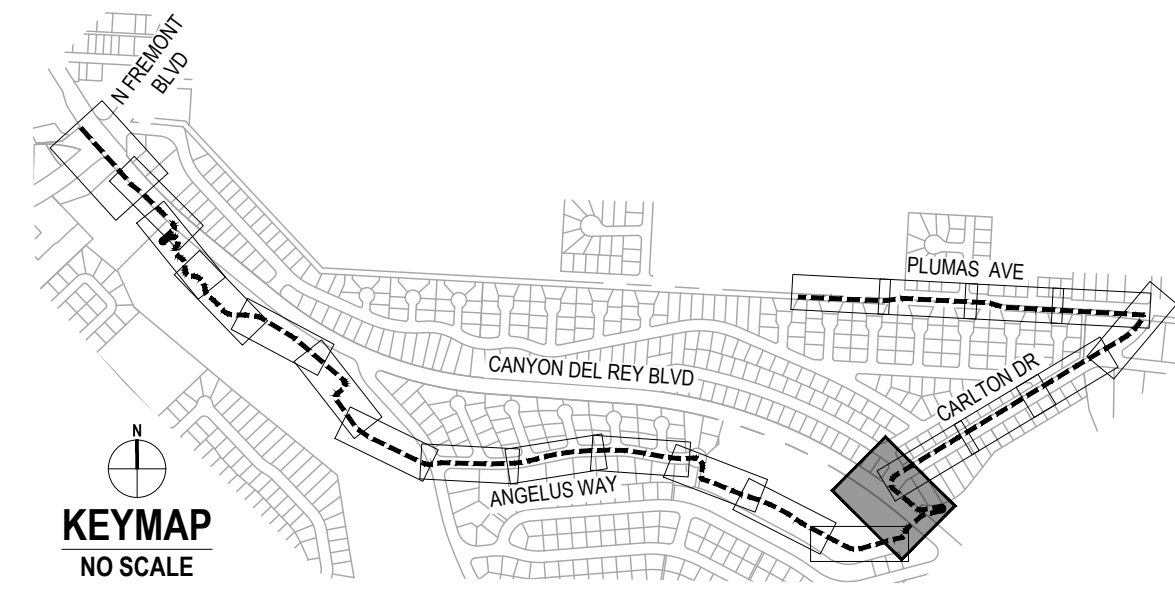 N FREMONT
BLVD
PLUMAS AVE
CANYON DEL REY BLVD
CARLTON DR
ANGELUS WAY
N
KEYMAP
NO SCALE